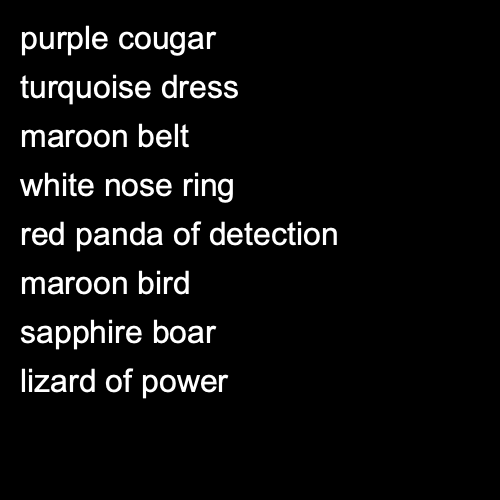 purple cougar
turquoise dress
maroon belt
white nose ring
red panda of detection
maroon bird
sapphire boar
lizard of power